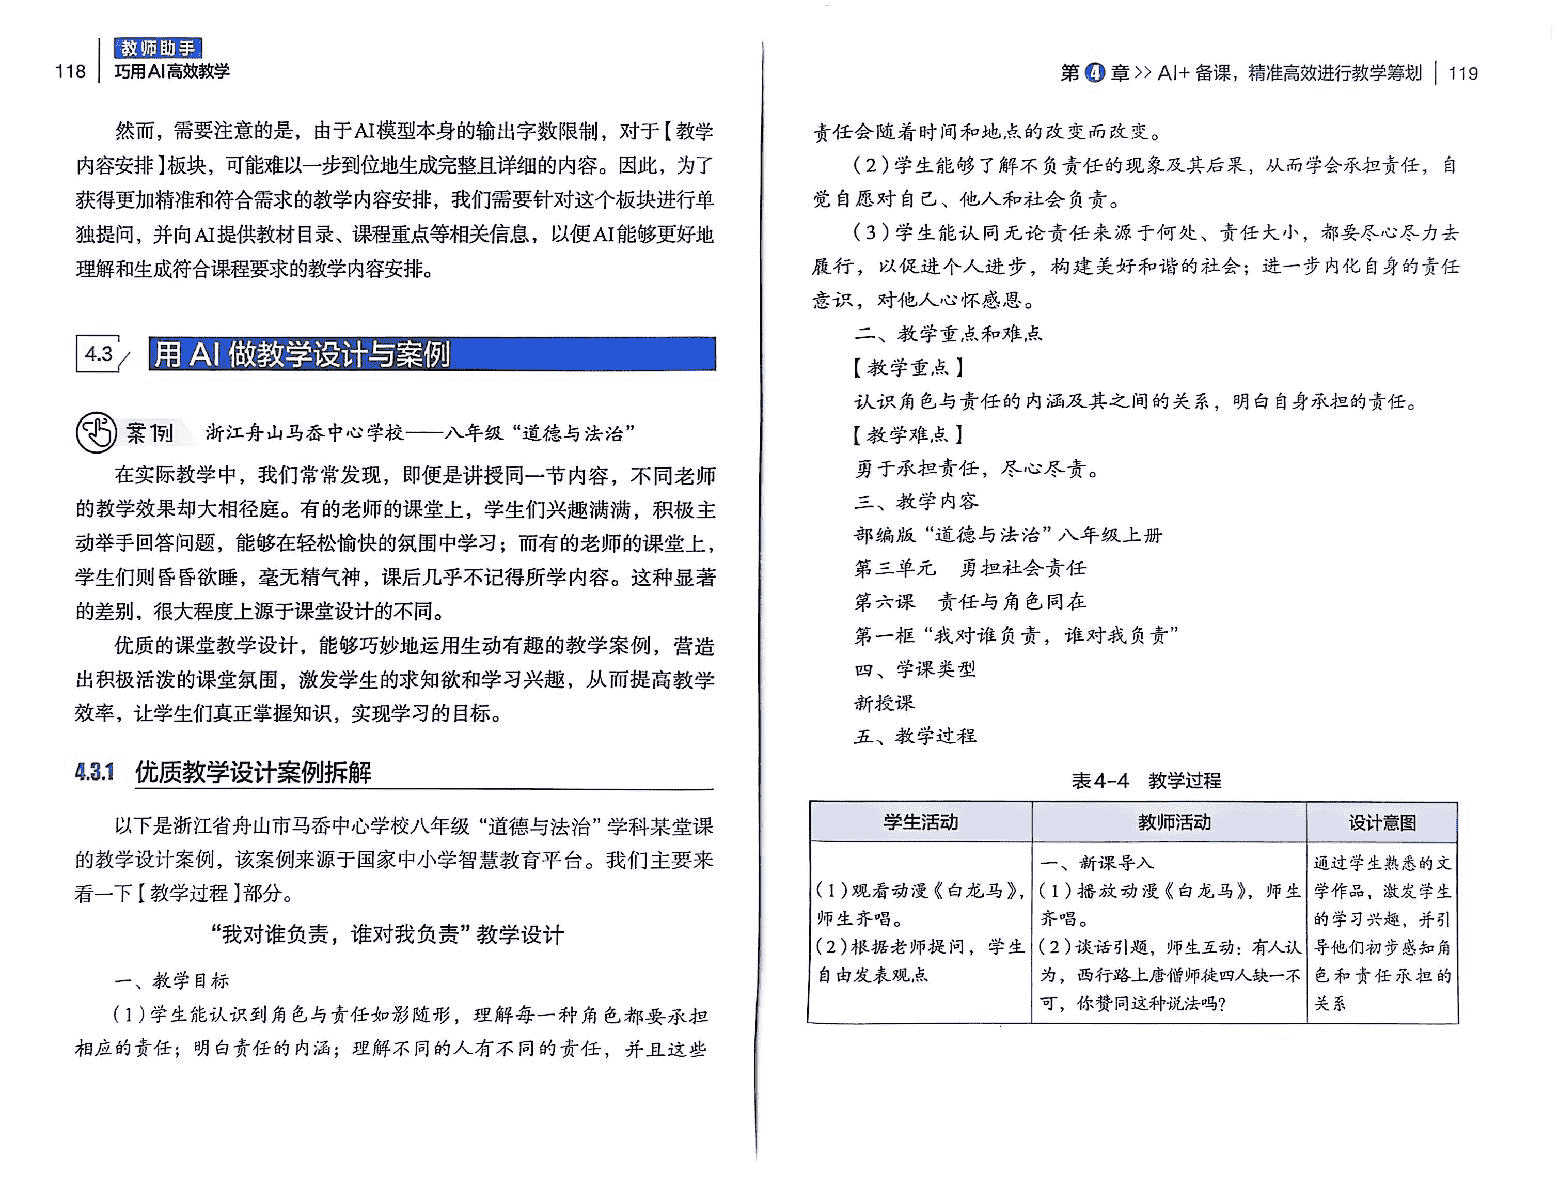 教师助手
118
巧用AI高效教学
然而，需要注意的是，由于AI模型本身的输出字数限制，对于【教学
内容安排】板块，可能难以一步到位地生成完整且详细的内容。因此，为了
获得更加精准和符合需求的教学内容安排，我们需要针对这个板块进行单
独提问，并向AI提供教材目录、课程重点等相关信息，以便AI能够更好地
理解和生成符合课程要求的教学内容安排。
4.3 用 AI 做教学设计与案例
案例 浙江舟山马岙中心学校——八年级“道德与法治”
在实际教学中，我们常常发现，即便是讲授同一节内容，不同老师
的教学效果却大相径庭。有的老师的课堂上，学生们兴趣满满，积极主
动举手回答问题，能够在轻松愉快的氛围中学习；而有的老师的课堂上，
学生们则昏昏欲睡，毫无精气神，课后几乎不记得所学内容。这种显著
的差别，很大程度上源于课堂设计的不同。
优质的课堂教学设计，能够巧妙地运用生动有趣的教学案例，营造
出积极活泼的课堂氛围，激发学生的求知欲和学习兴趣，从而提高教学
效率，让学生们真正掌握知识，实现学习的目标。
4.3.1 优质教学设计案例拆解
以下是浙江省舟山市马岙中心学校八年级“道德与法治”学科某堂课
的教学设计案例，该案例来源于国家中小学智慧教育平台。我们主要来
看一下【教学过程】部分。
“我对谁负责，谁对我负责”教学设计
一、教学目标
（1）学生能认识到角色与责任如影随形，理解每一种角色都要承担
相应的责任；明白责任的内涵；理解不同的人有不同的责任，并且这些
第4章>> AI+ 备课，精准高效进行教学筹划 119
责任会随着时间和地点的改变而改变。
（2）学生能够了解不负责任的现象及其后果，从而学会承担责任，自
觉自愿对自己、他人和社会负责。
（3）学生能认同无论责任来源于何处、责任大小，都要尽心尽力去
履行，以促进个人进步，构建美好和谐的社会；进一步内化自身的责任
意识，对他人心怀感恩。
二、教学重点和难点
【教学重点】
认识角色与责任的内涵及其之间的关系，明白自身承担的责任。
【教学难点】
勇于承担责任，尽心尽责。
三、教学内容
部编版“道德与法治”八年级上册
第三单元 勇担社会责任
第六课 责任与角色同在
第一框“我对谁负责，谁对我负责”
四、学课类型
新授课
五、教学过程
表4-4 教学过程
学生活动 教师活动 设计意图
（1）观看动漫《白龙马》，
师生齐唱。
（2）根据老师提问，学生
自由发表观点
一、新课导入
（1）播放动漫《白龙马》，师生
齐唱。
（2）谈话引题，师生互动：有人认
为，西行路上唐僧师徒四人缺一不
可，你赞同这种说法吗？
通过学生熟悉的文
学作品，激发学生
的学习兴趣，并引
导他们初步感知角
色和责任承担的
关系